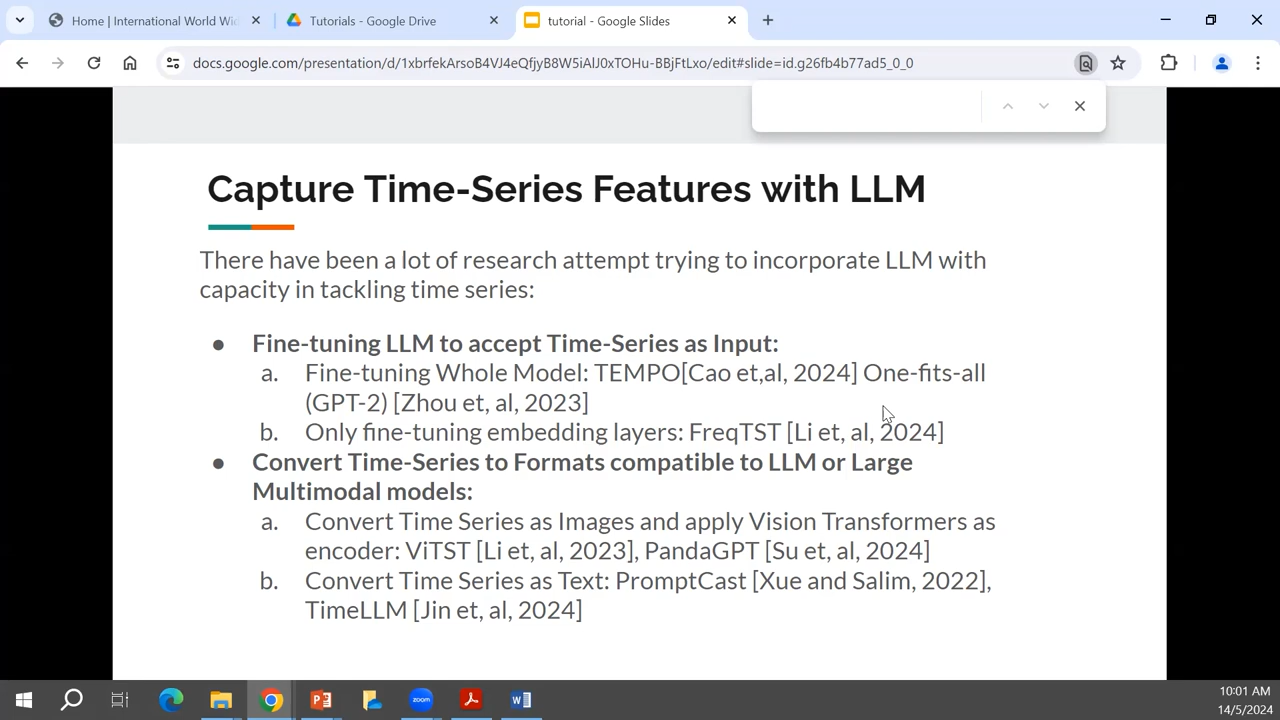 Home | International World Wi
Tutorials - Google Drive
tutorial - Google Slides
docs.google.com/presentation/d/1xbrfekArsoB4VJ4eQfjyB8W5iAlJ0xTOHu-BBjFtLxo/edit#slide=id.g26fb4b77ad5_0_0
Capture Time-Series Features with LLM
There have been a lot of research attempt trying to incorporate LLM with
capacity in tackling time series:
● Fine-tuning LLM to accept Time-Series as Input:
a. Fine-tuning Whole Model: TEMPO[Cao et,al, 2024] One-fits-all
(GPT-2) [Zhou et, al, 2023]
b. Only fine-tuning embedding layers: FreqTST [Li et, al, 2024]
● Convert Time-Series to Formats compatible to LLM or Large
Multimodal models:
a. Convert Time Series as Images and apply Vision Transformers as
encoder: ViTST [Li et, al, 2023], PandaGPT [Su et, al, 2024]
b. Convert Time Series as Text: PromptCast [Xue and Salim, 2022],
TimeLLM [Jin et, al, 2024]
zoom
10:01 AM
14/5/2024